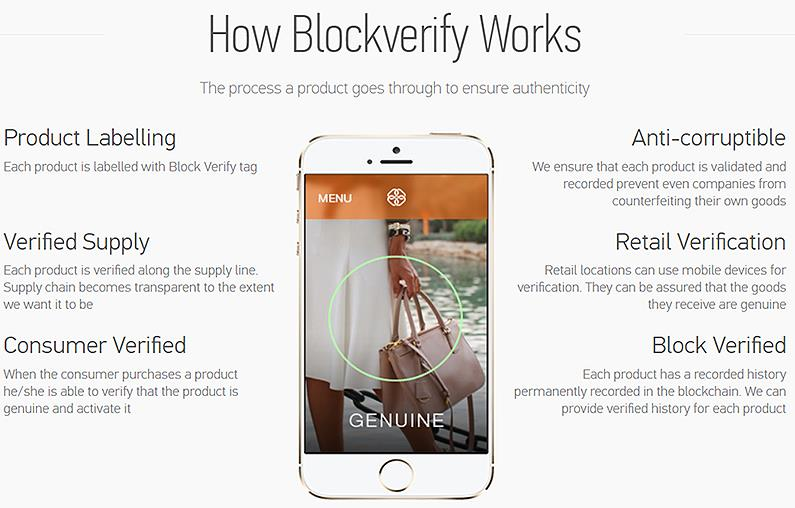 How Blockverify Works
The process a product goes through to ensure authenticity
Product Labelling
Each product is labelled with Block Verify tag
Verified Supply
Each product is verified along the supply line.
Supply chain becomes transparent to the extent
we want it to be
Consumer Verified
When the consumer purchases a product
he/she is able to verify that the product is
genuine and activate it
MENU
GENUINE
Anti-corruptible
We ensure that each product is validated and
recorded prevent even companies from
counterfeiting their own goods
Retail Verification
Retail locations can use mobile devices for
verification. They can be assured that the goods
they receive are genuine
Block Verified
Each product has a recorded history
permanently recorded in the blockchain. We can
provide verified history for each product